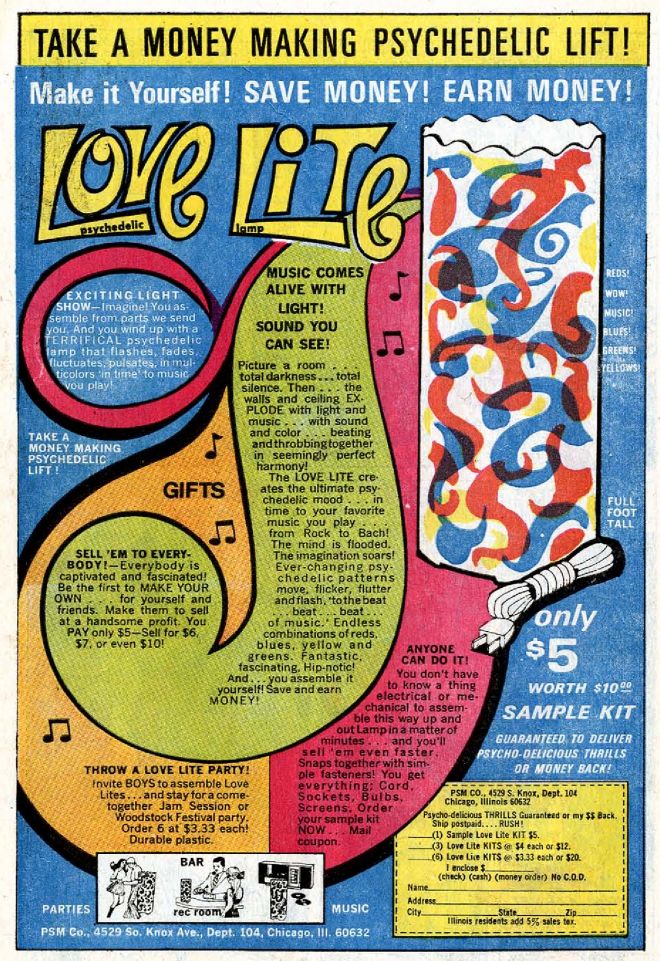 TAKE A MONEY MAKING PSYCHEDELIC LIFT!
Make it Yourself! SAVE MONEY! EARN MONEY!
LOVE LITE
psychedelic lamp
EXCITING LIGHT
SHOW—Imagine! You as-
semble from parts we send
you. And you wind up with a
TERRIFICAL psychedelic
lamp that flashes, fades,
fluctuates, pulsates, in mul-
ticolors 'in time' to music
you play!
TAKE A
MONEY MAKING
PSYCHEDELIC
LIFT!
MUSIC COMES
ALIVE WITH
LIGHT!
SOUND YOU
CAN SEE!
Picture a room .
total darkness...total
silence. Then . . . the
walls and ceiling EX-
PLODE with light and
music . . . with sound
and color . . . beating
and throbbing together
in seemingly perfect
harmony!
The LOVE LITE cre-
ates the ultimate psy-
chedelic mood . . . in
time to your favorite
music you play . . .
from Rock to Bach!
The mind is flooded.
The imagination soars!
Ever-changing psy-
chedelic patterns
move, flicker, flutter
and flash, 'to the beat
. . beat . . . beat . . .
of music.' Endless
combinations of reds,
blues, yellow and
greens. Fantastic,
fascinating, Hip-notic!
And . . . you assemble it
yourself! Save and earn
MONEY!
GIFTS
SELL 'EM TO EVERY-
BODY!—Everybody is
captivated and fascinated!
Be the first to MAKE YOUR
OWN . . . for yourself and
friends. Make them to sell
at a handsome profit. You
PAY only $5—Sell for $6,
$7, or even $10!
REDS!
WOW!
MUSIC!
BLUES!
GREENS!
YELLOWS!
FULL
FOOT
TALL
ANYONE
CAN DO IT!
You don't have
to know a thing
electrical or me-
chanical to assem-
ble this way up and
out Lamp in a matter of
minutes . . . and you'll
sell 'em even faster.
Snaps together with sim-
ple fasteners! You get
everything; Cord,
Sockets, Bulbs,
Screens, Order
your sample kit
NOW . . . Mail
coupon.
only
$5
WORTH $10.00
SAMPLE KIT
GUARANTEED TO DELIVER
PSYCHO-DELICIOUS THRILLS
OR MONEY BACK!
THROW A LOVE LITE PARTY!
Invite BOYS to assemble Love
Lites...and stay for a come-
together Jam Session or
Woodstock Festival party.
Order 6 at $3.33 each!
Durable plastic.
PARTIES
BAR
rec room
MUSIC
PSM Co., 4529 So. Knox Ave., Dept. 104, Chicago, Ill. 60632
PSM CO., 4529 S. Knox, Dept. 104
Chicago, Illinois 60632
Psycho-delicious THRILLS Guaranteed or my $$ Back.
Ship postpaid....RUSH!
(1) Sample Love Lite KIT $5.
(3) Love Lite KITS @ $4 each or $12.
(6) Love Lite KITS @ $3.33 each or $20.
I enclose $
(check) (cash) (money order) No C.O.D.
Name
Address
City State Zip
Illinois residents add 5% sales tax.